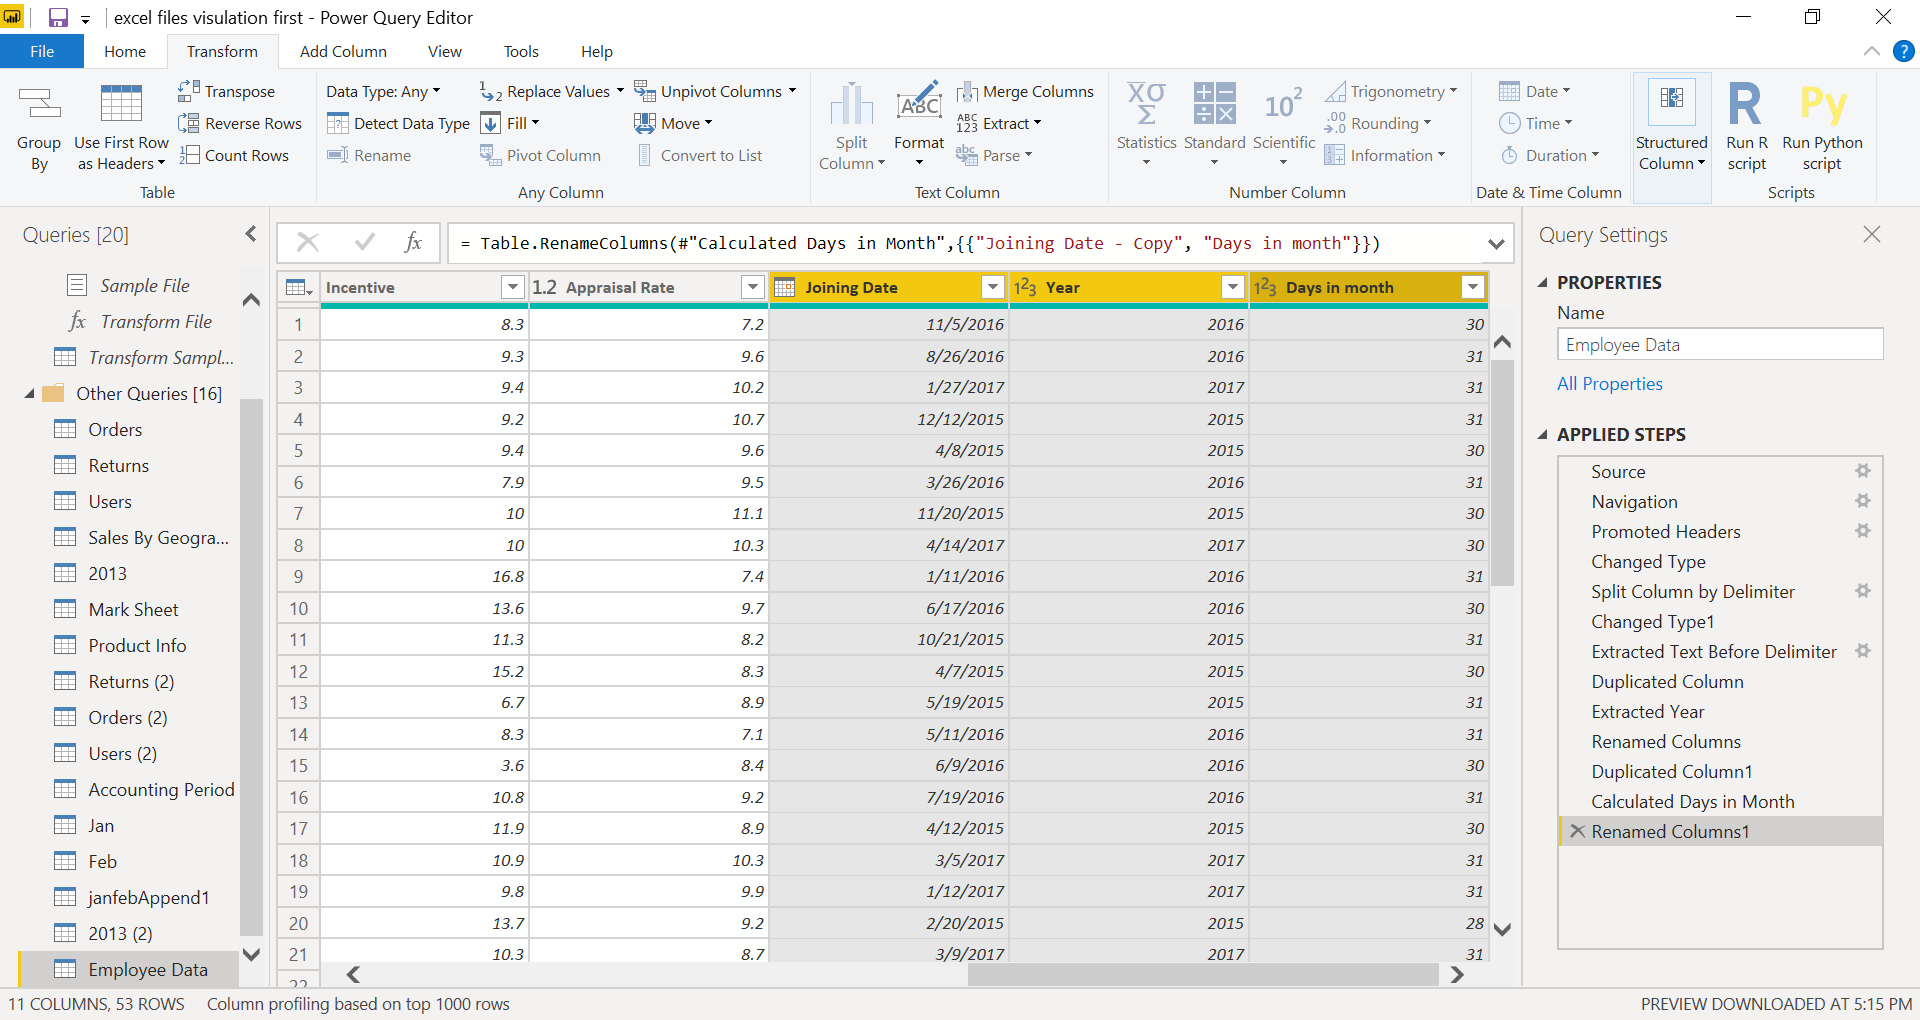 excel files visulation first - Power Query Editor
File Home Transform Add Column View Tools Help
Group By
Use First Row as Headers
Transpose
Reverse Rows
Count Rows
Table
Data Type: Any
Detect Data Type
Rename
Replace Values
Fill
Pivot Column
Unpivot Columns
Move
Convert to List
Any Column
Split Column
Format
ABC
Merge Columns
ABC 123 Extract
abc Parse
Text Column
XΣ Statistics
Standard
10² Scientific
Trigonometry
.00 Rounding
Information
Number Column
Date
Time
Duration
Date & Time Column
Structured Column
R Run R script
Py Run Python script
Scripts
Queries [20]
Sample File
fx Transform File
Transform Sampl...
Other Queries [16]
Orders
Returns
Users
Sales By Geogra...
2013
Mark Sheet
Product Info
Returns (2)
Orders (2)
Users (2)
Accounting Period
Jan
Feb
janfebAppend1
2013 (2)
Employee Data
fx = Table.RenameColumns(#"Calculated Days in Month",{{"Joining Date - Copy", "Days in month"}})
Incentive 1.2 Appraisal Rate Joining Date 123 Year 123 Days in month
1 8.3 7.2 11/5/2016 2016 30
2 9.3 9.6 8/26/2016 2016 31
3 9.4 10.2 1/27/2017 2017 31
4 9.2 10.7 12/12/2015 2015 31
5 9.4 9.6 4/8/2015 2015 30
6 7.9 9.5 3/26/2016 2016 31
7 10 11.1 11/20/2015 2015 30
8 10 10.3 4/14/2017 2017 30
9 16.8 7.4 1/11/2016 2016 31
10 13.6 9.7 6/17/2016 2016 30
11 11.3 8.2 10/21/2015 2015 31
12 15.2 8.3 4/7/2015 2015 30
13 6.7 8.9 5/19/2015 2015 31
14 8.3 7.1 5/11/2016 2016 31
15 3.6 8.4 6/9/2016 2016 30
16 10.8 9.2 7/19/2016 2016 31
17 11.9 8.9 4/12/2015 2015 30
18 10.9 10.3 3/5/2017 2017 31
19 9.8 9.9 1/12/2017 2017 31
20 13.7 9.2 2/20/2015 2015 28
21 10.3 8.7 3/9/2017 2017 31
22
Query Settings
PROPERTIES
Name
Employee Data
All Properties
APPLIED STEPS
Source
Navigation
Promoted Headers
Changed Type
Split Column by Delimiter
Changed Type1
Extracted Text Before Delimiter
Duplicated Column
Extracted Year
Renamed Columns
Duplicated Column1
Calculated Days in Month
Renamed Columns1
11 COLUMNS, 53 ROWS Column profiling based on top 1000 rows
PREVIEW DOWNLOADED AT 5:15 PM